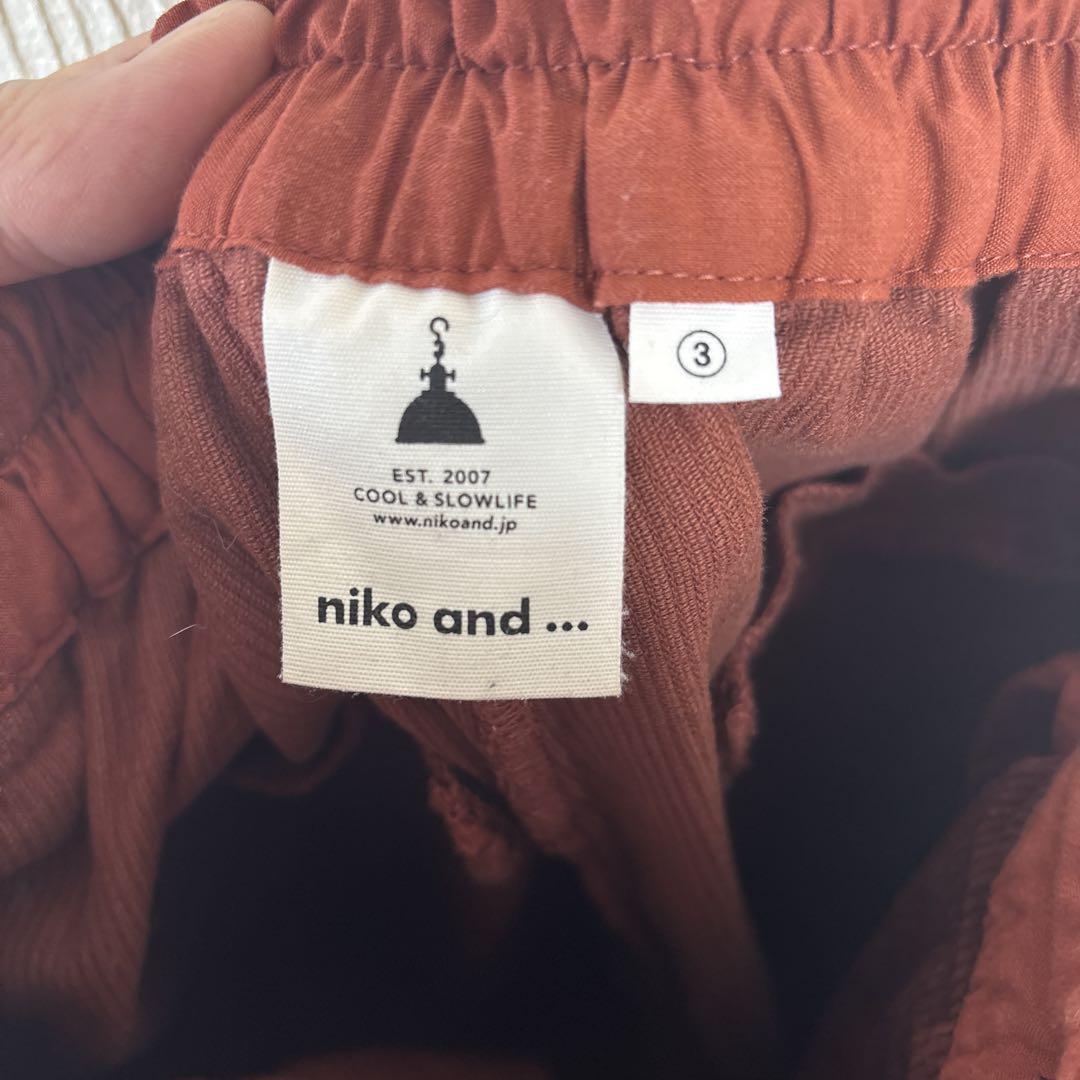 EST. 2007
COOL & SLOWLIFE
www.nikoand.jp
niko and ...
③